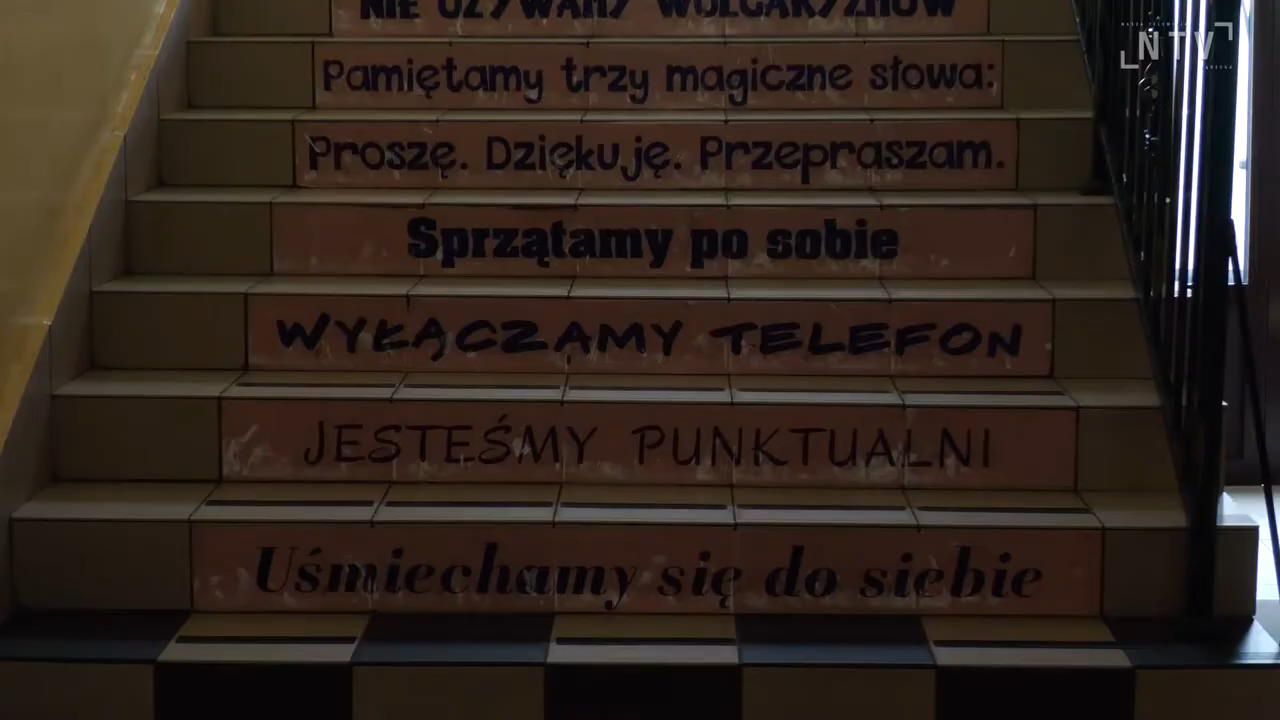 NIE UŻYWAMY WULGARYZMÓW
Pamiętamy trzy magiczne słowa:
Proszę. Dziękuję. Przepraszam.
Sprzątamy po sobie
WYŁĄCZAMY TELEFON
JESTEŚMY PUNKTUALNI
Uśmiechamy się do siebie
NTV